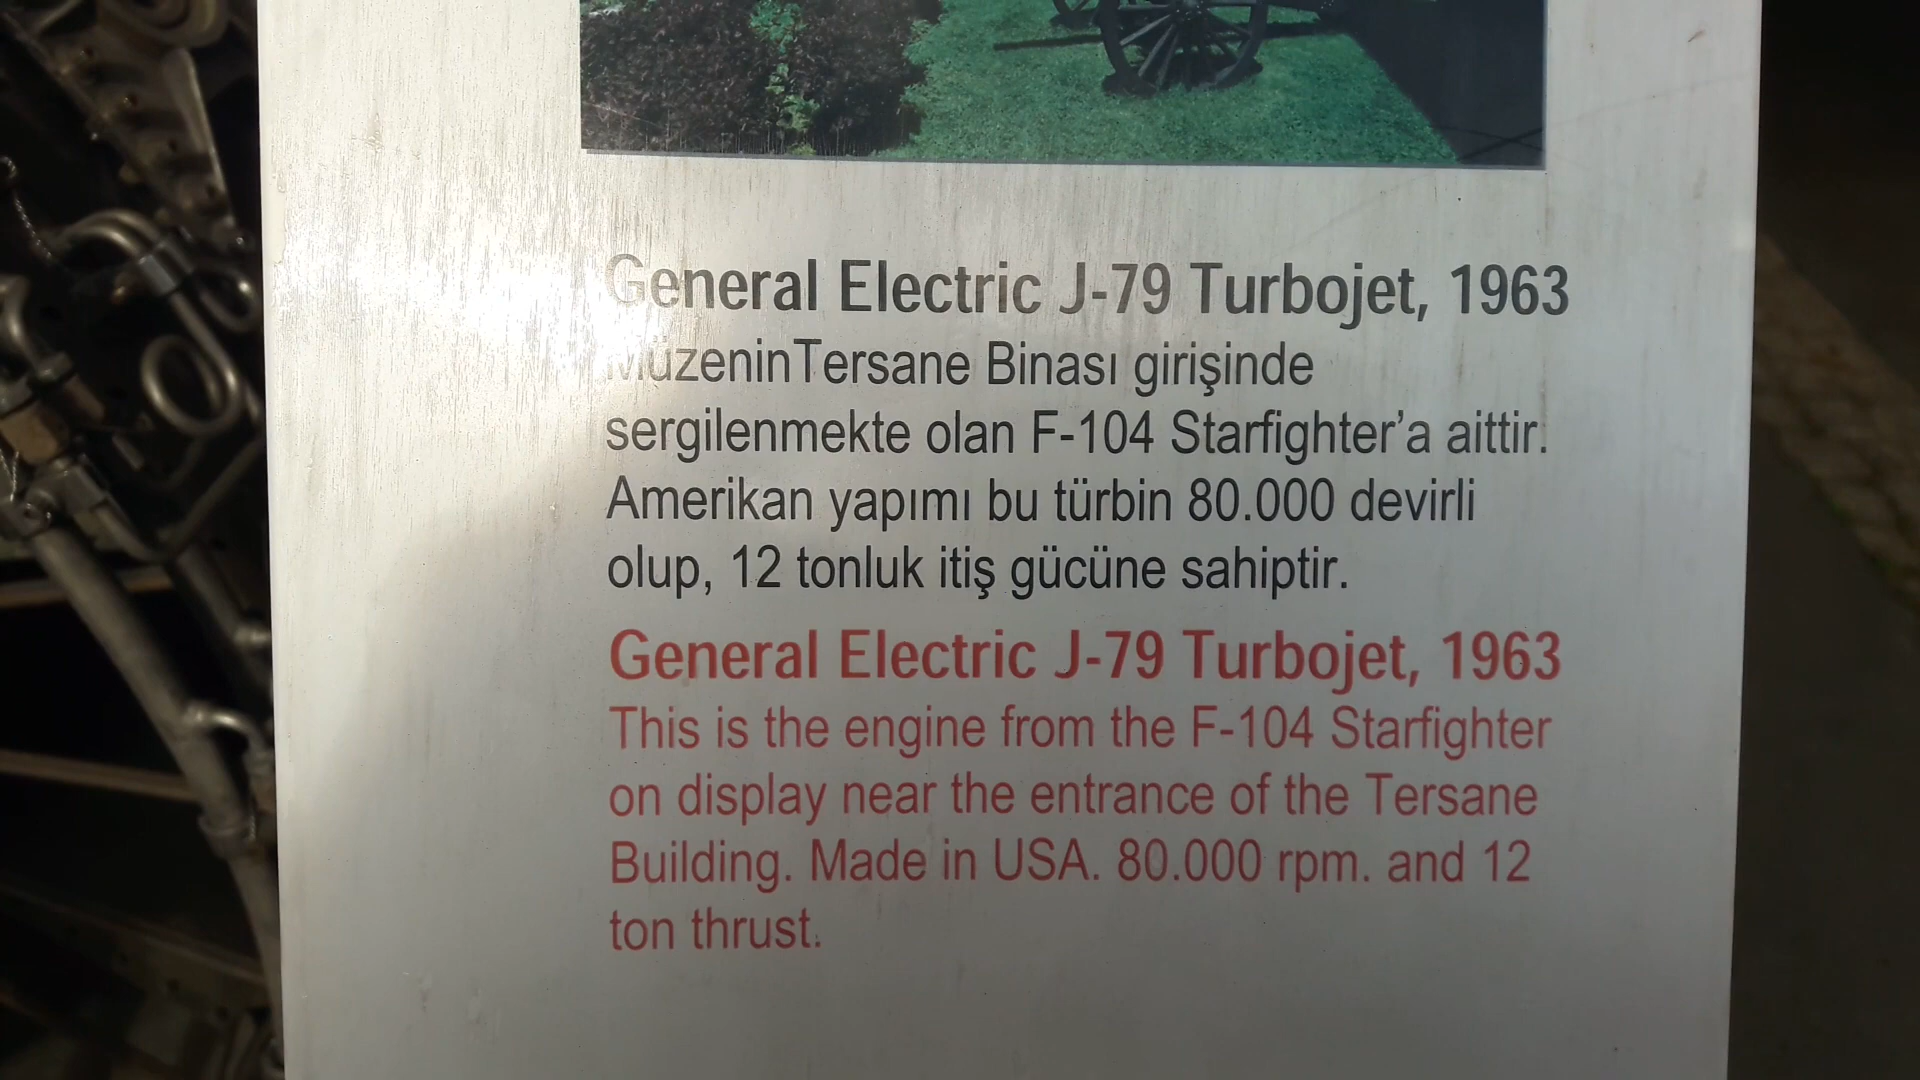 General Electric J-79 Turbojet, 1963
Müzenin Tersane Binası girişinde
sergilenmekte olan F-104 Starfighter’a aittir.
Amerikan yapımı bu türbin 80.000 devirli
olup, 12 tonluk itiş gücüne sahiptir.
General Electric J-79 Turbojet, 1963
This is the engine from the F-104 Starfighter
on display near the entrance of the Tersane
Building. Made in USA. 80.000 rpm. and 12
ton thrust.